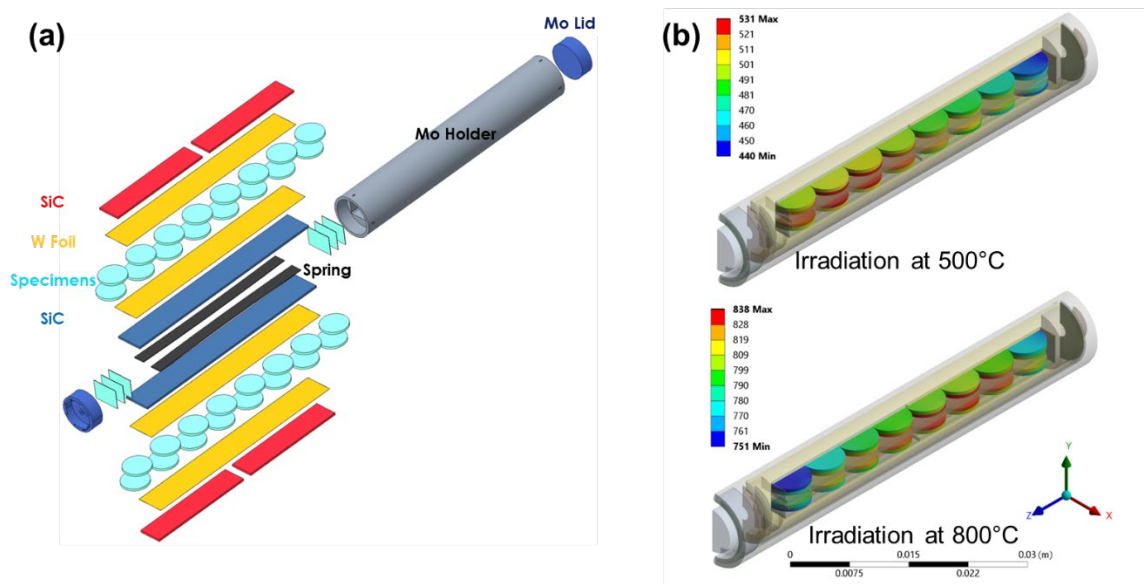 (a)
Mo Lid
Mo Holder
SiC
W Foil
Specimens
SiC
Spring
(b)
531 Max
521
511
501
491
481
470
460
450
440 Min
Irradiation at 500°C
838 Max
828
819
809
799
790
780
770
761
751 Min
Y
Z
X
Irradiation at 800°C
0 0.015 0.03 (m)
0.0075 0.022